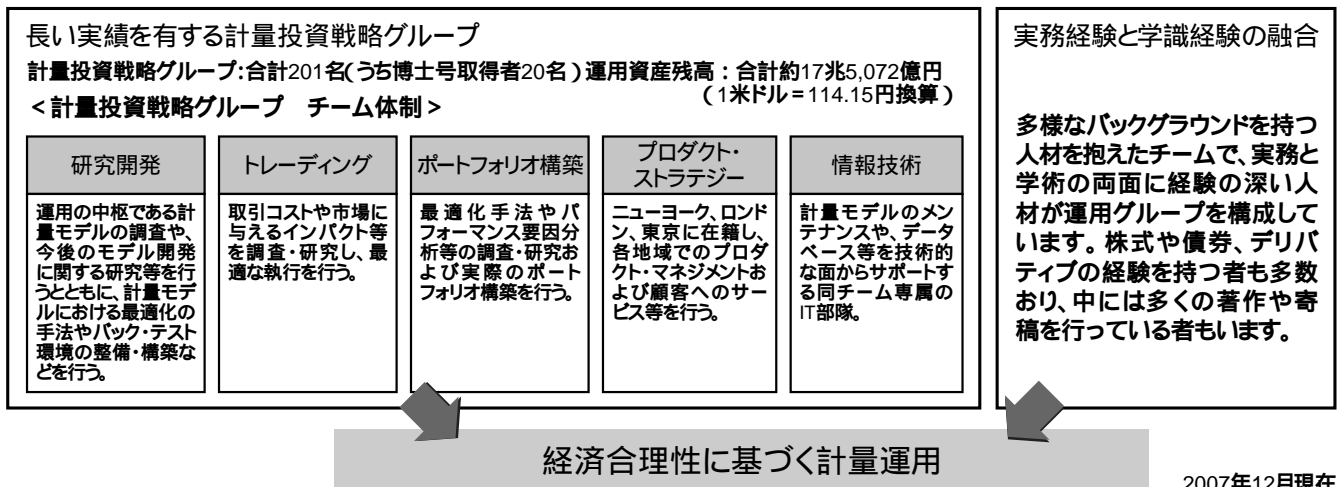 長い実績を有する計量投資戦略グループ
計量投資戦略グループ:合計201名(うち博士号取得者20名)運用資産残高:合計約17兆5,072億円
(1米ドル=114.15円換算)
<計量投資戦略グループ チーム体制>
研究開発
運用の中枢である計
量モデルの調査や、
今後のモデル開発
に関する研究等を行
うとともに、計量モデ
ルにおける最適化の
手法やバック・テスト
環境の整備・構築な
どを行う。
トレーディング
取引コストや市場に
与えるインパクト等
を調査・研究し、最
適な執行を行う。
ポートフォリオ構築
最適化手法やパ
フォーマンス要因分
析等の調査・研究お
よび実際のポート
フォリオ構築を行う。
プロダクト・
ストラテジー
ニューヨーク、ロンド
ン、東京に在籍し、
各地域でのプロダ
クト・マネジメントお
よび顧客へのサー
ビス等を行う。
情報技術
計量モデルのメン
テナンスや、データ
ベース等を技術的
な面からサポートす
る同チーム専属の
IT部隊。
実務経験と学識経験の融合
多様なバックグラウンドを持つ
人材を抱えたチームで、実務と
学術の両面に経験の深い人
材が運用グループを構成して
います。株式や債券、デリバ
ティブの経験を持つ者も多数
おり、中には多くの著作や寄
稿を行っている者もいます。
経済合理性に基づく計量運用
2007年12月現在